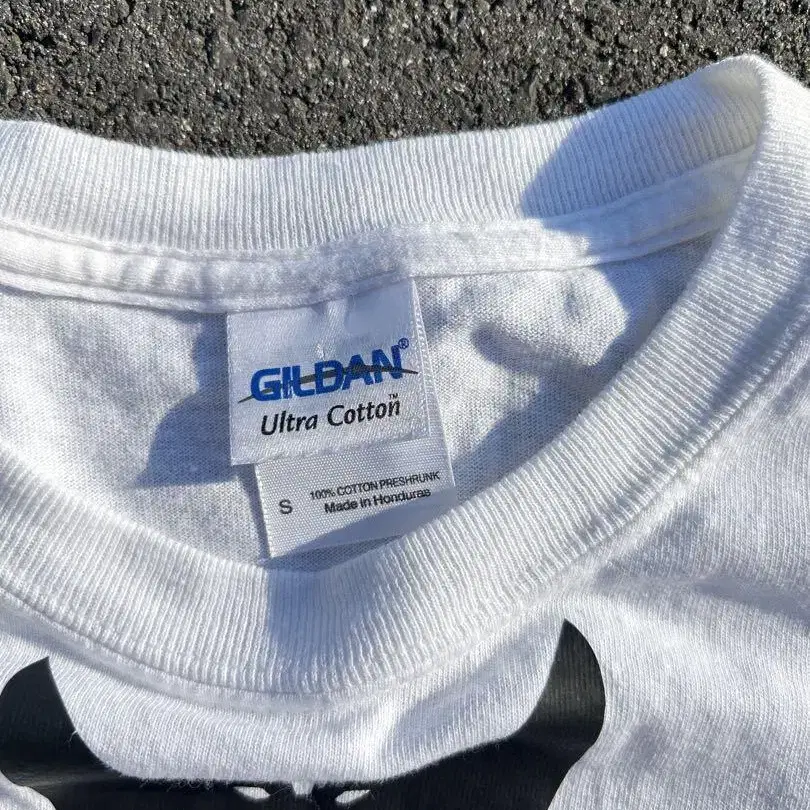 GILDAN®
Ultra Cotton™
S 100% COTTON PRESHRUNK
Made in Honduras